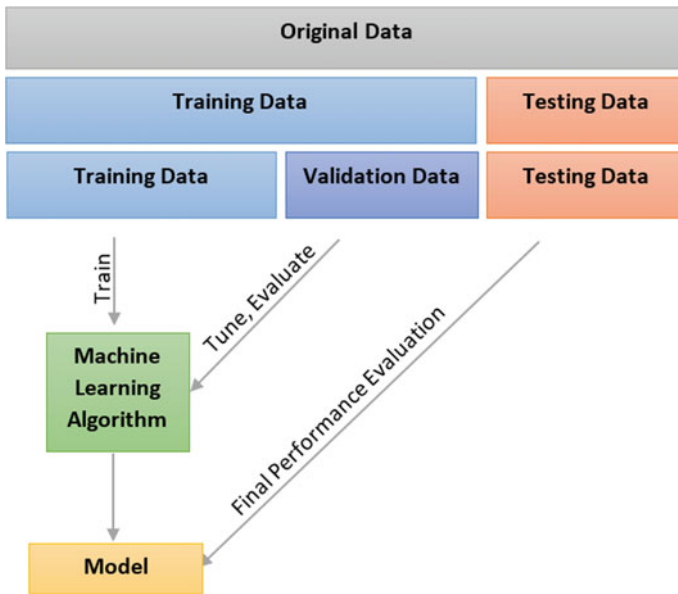 Original Data
Training Data
Testing Data
Training Data
Validation Data
Testing Data
Train
Tune, Evaluate
Final Performance Evaluation
Machine
Learning
Algorithm
Model